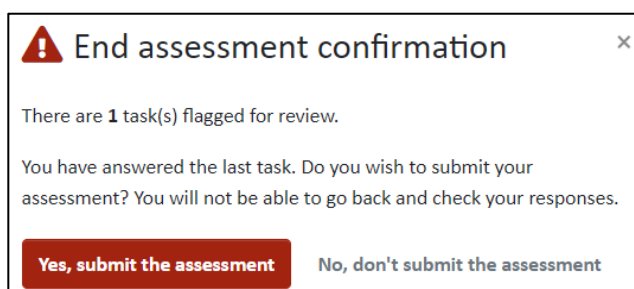 End assessment confirmation ×
There are 1 task(s) flagged for review.
You have answered the last task. Do you wish to submit your
assessment? You will not be able to go back and check your responses.
Yes, submit the assessment No, don't submit the assessment